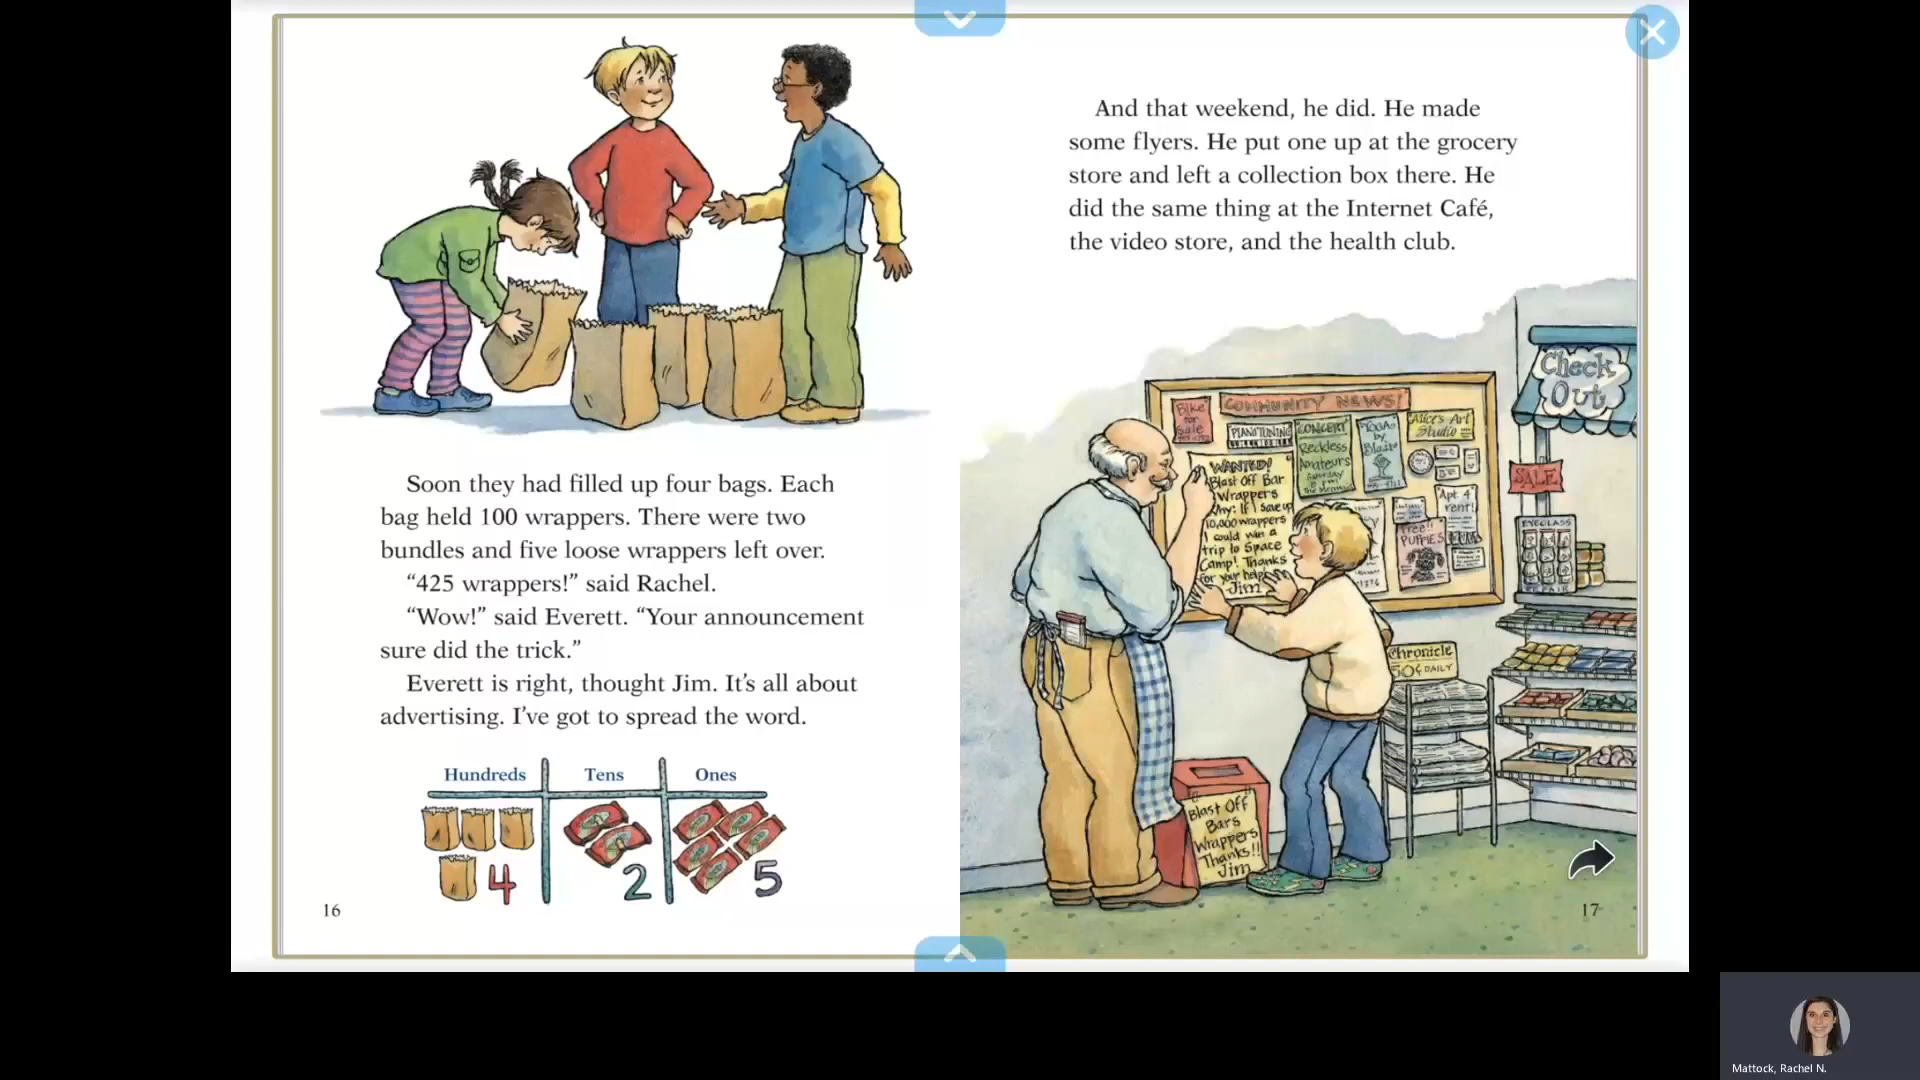 Soon they had filled up four bags. Each
bag held 100 wrappers. There were two
bundles and five loose wrappers left over.
“425 wrappers!” said Rachel.
“Wow!” said Everett. “Your announcement
sure did the trick.”
Everett is right, thought Jim. It’s all about
advertising. I’ve got to spread the word.
Hundreds Tens Ones
4 2 5
16
And that weekend, he did. He made
some flyers. He put one up at the grocery
store and left a collection box there. He
did the same thing at the Internet Café,
the video store, and the health club.
Check
Out
COMMUNITY NEWS!
Bike
for
Sale
PIANO TUNING
CONCERT
Reckless
Amateurs
Saturday
YOGA
by
Blair
Alice's Art
Studio
WANTED!
Blast Off Bar
Wrappers
Why: If I save up
10,000 wrappers
I could win a
trip to Space
Camp! Thanks
for your help
Jim
Apt. 4
rent!
Free!!
PUPPIES
SALE
EYEGLASS
REPAIR
Chronicle
50¢ DAILY
Blast Off
Bars
Wrappers
Thanks!!
Jim
17
Mattock, Rachel N.